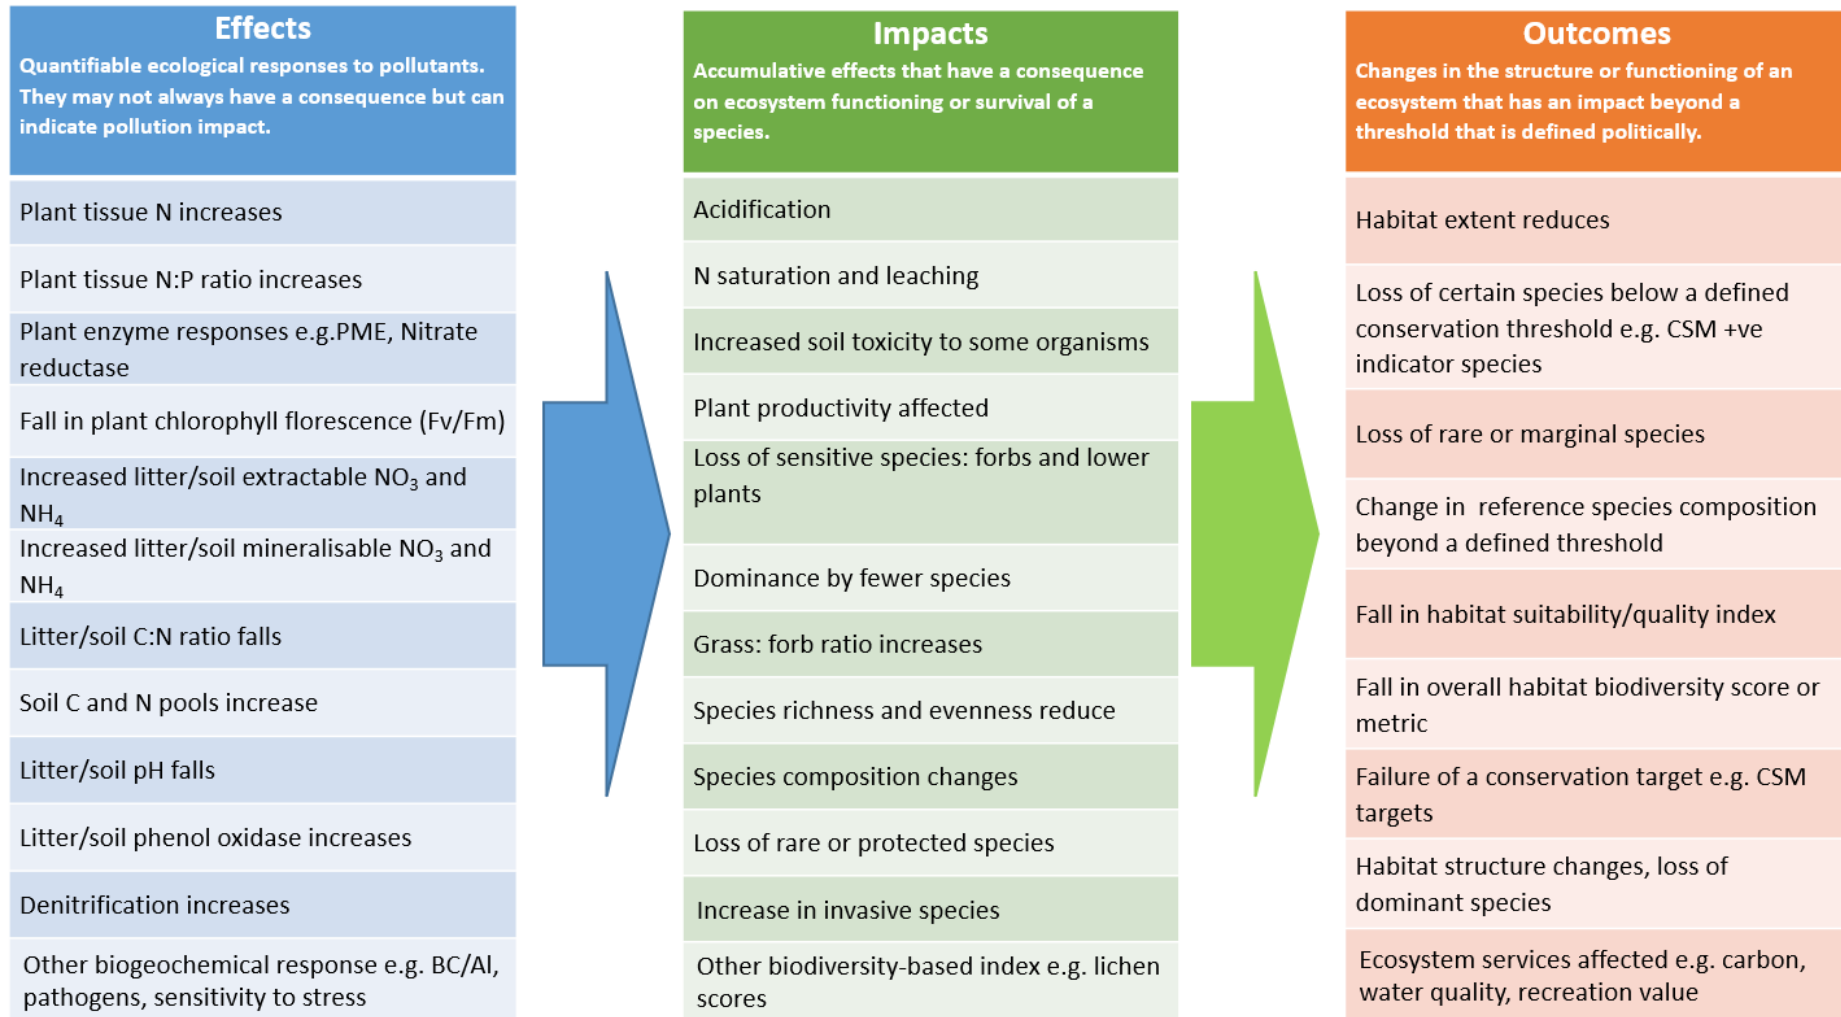 Effects
Quantifiable ecological responses to pollutants.
They may not always have a consequence but can
indicate pollution impact.
Plant tissue N increases
Plant tissue N:P ratio increases
Plant enzyme responses e.g.PME, Nitrate
reductase
Fall in plant chlorophyll florescence (Fv/Fm)
Increased litter/soil extractable NO₃ and
NH₄
Increased litter/soil mineralisable NO₃ and
NH₄
Litter/soil C:N ratio falls
Soil C and N pools increase
Litter/soil pH falls
Litter/soil phenol oxidase increases
Denitrification increases
Other biogeochemical response e.g. BC/Al,
pathogens, sensitivity to stress
Impacts
Accumulative effects that have a consequence
on ecosystem functioning or survival of a
species.
Acidification
N saturation and leaching
Increased soil toxicity to some organisms
Plant productivity affected
Loss of sensitive species: forbs and lower
plants
Dominance by fewer species
Grass: forb ratio increases
Species richness and evenness reduce
Species composition changes
Loss of rare or protected species
Increase in invasive species
Other biodiversity-based index e.g. lichen
scores
Outcomes
Changes in the structure or functioning of an
ecosystem that has an impact beyond a
threshold that is defined politically.
Habitat extent reduces
Loss of certain species below a defined
conservation threshold e.g. CSM +ve
indicator species
Loss of rare or marginal species
Change in  reference species composition
beyond a defined threshold
Fall in habitat suitability/quality index
Fall in overall habitat biodiversity score or
metric
Failure of a conservation target e.g. CSM
targets
Habitat structure changes, loss of
dominant species
Ecosystem services affected e.g. carbon,
water quality, recreation value